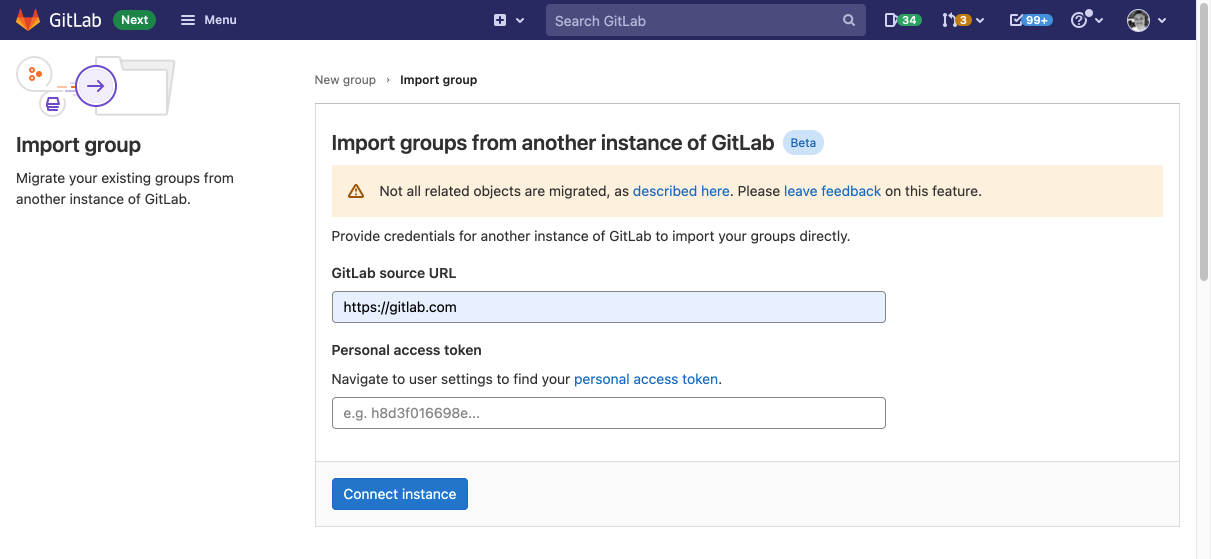 GitLab Next Menu Search GitLab 34 3 99+
New group › Import group
Import group
Migrate your existing groups from
another instance of GitLab.
Import groups from another instance of GitLab Beta
Not all related objects are migrated, as described here. Please leave feedback on this feature.
Provide credentials for another instance of GitLab to import your groups directly.
GitLab source URL
https://gitlab.com
Personal access token
Navigate to user settings to find your personal access token.
e.g. h8d3f016698e...
Connect instance